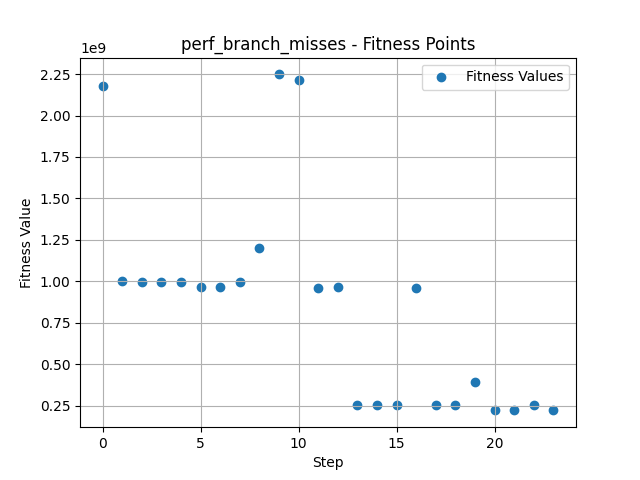 perf_branch_misses - Fitness Points
1e9
Fitness Values
2.25
2.00
1.75
1.50
1.25
1.00
0.75
0.50
0.25
Fitness Value
0 5 10 15 20
Step